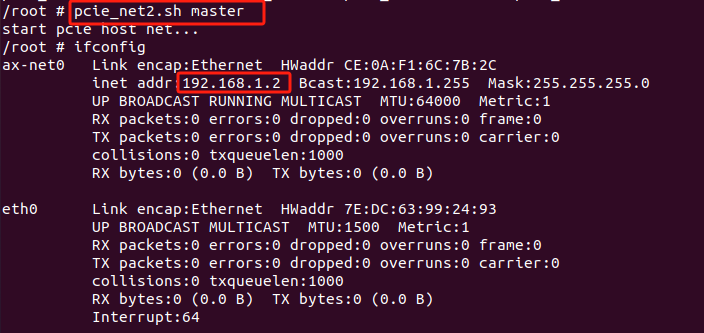 /root # pcie_net2.sh master
start pcie host net...
/root # ifconfig
ax-net0 Link encap:Ethernet HWaddr CE:0A:F1:6C:7B:2C
inet addr:192.168.1.2 Bcast:192.168.1.255 Mask:255.255.255.0
UP BROADCAST RUNNING MULTICAST MTU:64000 Metric:1
RX packets:0 errors:0 dropped:0 overruns:0 frame:0
TX packets:0 errors:0 dropped:0 overruns:0 carrier:0
collisions:0 txqueuelen:1000
RX bytes:0 (0.0 B) TX bytes:0 (0.0 B)
eth0 Link encap:Ethernet HWaddr 7E:DC:63:99:24:93
UP BROADCAST MULTICAST MTU:1500 Metric:1
RX packets:0 errors:0 dropped:0 overruns:0 frame:0
TX packets:0 errors:0 dropped:0 overruns:0 carrier:0
collisions:0 txqueuelen:1000
RX bytes:0 (0.0 B) TX bytes:0 (0.0 B)
Interrupt:64